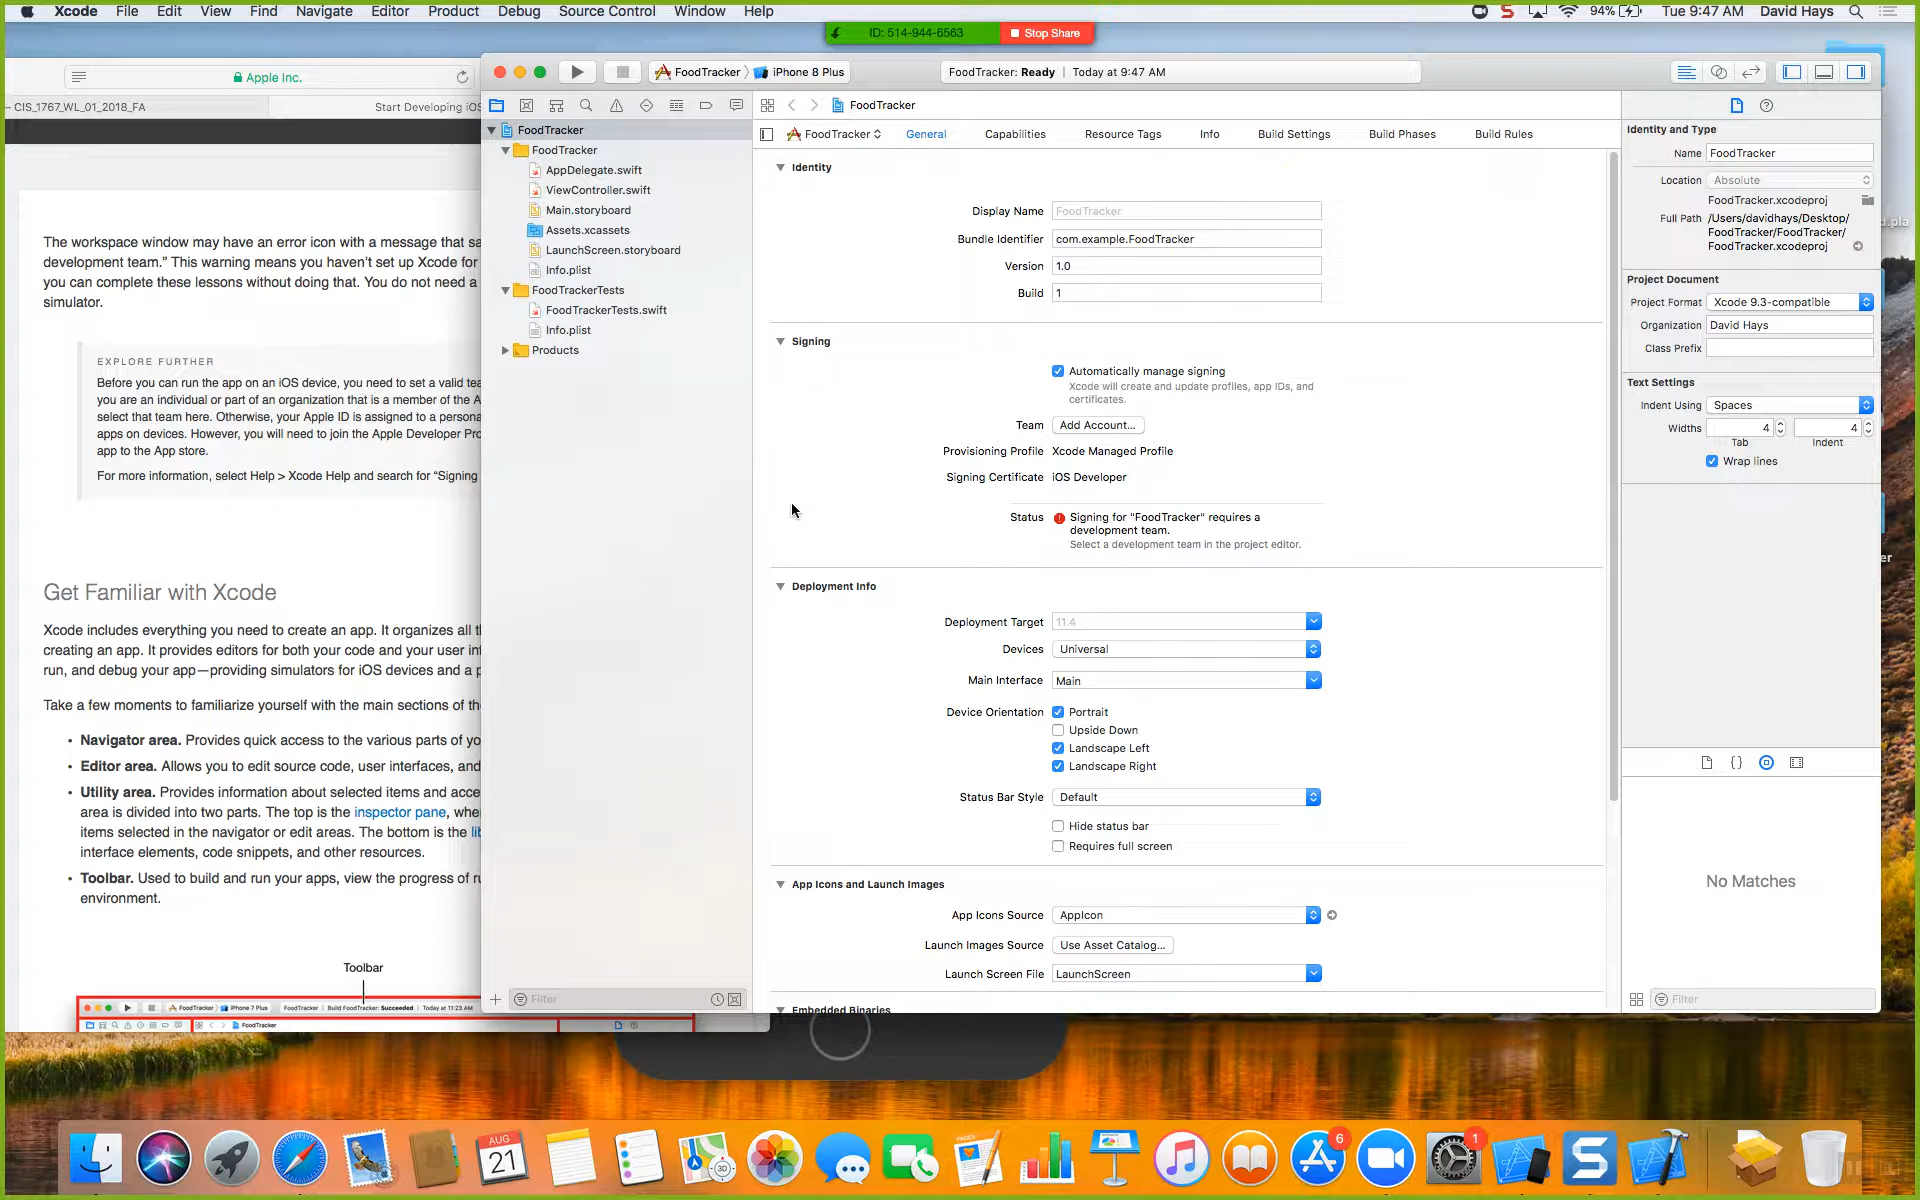 Xcode File Edit View Find Navigate Editor Product Debug Source Control Window Help
94% Tue 9:47 AM David Hays
ID: 514-944-6563 Stop Share
Apple Inc.
CIS_1767_WL_01_2018_FA
Start Developing iOS
The workspace window may have an error icon with a message that sa
development team.” This warning means you haven’t set up Xcode for
you can complete these lessons without doing that. You do not need a
simulator.
EXPLORE FURTHER
Before you can run the app on an iOS device, you need to set a valid tea
you are an individual or part of an organization that is a member of the A
select that team here. Otherwise, your Apple ID is assigned to a persona
apps on devices. However, you will need to join the Apple Developer Pro
app to the App store.
For more information, select Help > Xcode Help and search for “Signing
Get Familiar with Xcode
Xcode includes everything you need to create an app. It organizes all th
creating an app. It provides editors for both your code and your user int
run, and debug your app—providing simulators for iOS devices and a p
Take a few moments to familiarize yourself with the main sections of the
• Navigator area. Provides quick access to the various parts of yo
• Editor area. Allows you to edit source code, user interfaces, and
• Utility area. Provides information about selected items and acce
area is divided into two parts. The top is the inspector pane, whe
items selected in the navigator or edit areas. The bottom is the lib
interface elements, code snippets, and other resources.
• Toolbar. Used to build and run your apps, view the progress of ru
environment.
Toolbar
FoodTracker iPhone 7 Plus FoodTracker | Build FoodTracker: Succeeded | Today at 11:23 AM
FoodTracker
FoodTracker iPhone 8 Plus
FoodTracker: Ready | Today at 9:47 AM
FoodTracker
FoodTracker
AppDelegate.swift
ViewController.swift
Main.storyboard
Assets.xcassets
LaunchScreen.storyboard
Info.plist
FoodTrackerTests
FoodTrackerTests.swift
Info.plist
Products
Filter
FoodTracker
FoodTracker General Capabilities Resource Tags Info Build Settings Build Phases Build Rules
Identity
Display Name FoodTracker
Bundle Identifier com.example.FoodTracker
Version 1.0
Build 1
Signing
Automatically manage signing
Xcode will create and update profiles, app IDs, and
certificates.
Team Add Account...
Provisioning Profile Xcode Managed Profile
Signing Certificate iOS Developer
Status Signing for "FoodTracker" requires a
development team.
Select a development team in the project editor.
Deployment Info
Deployment Target 11.4
Devices Universal
Main Interface Main
Device Orientation Portrait
Upside Down
Landscape Left
Landscape Right
Status Bar Style Default
Hide status bar
Requires full screen
App Icons and Launch Images
App Icons Source AppIcon
Launch Images Source Use Asset Catalog...
Launch Screen File LaunchScreen
Embedded Binaries
Identity and Type
Name FoodTracker
Location Absolute
FoodTracker.xcodeproj
Full Path /Users/davidhays/Desktop/
FoodTracker/FoodTracker/
FoodTracker.xcodeproj
Project Document
Project Format Xcode 9.3-compatible
Organization David Hays
Class Prefix
Text Settings
Indent Using Spaces
Widths 4 4
Tab Indent
Wrap lines
{ }
No Matches
Filter
d.pla
er
AUG
21
3D
PAGES
6
1
S